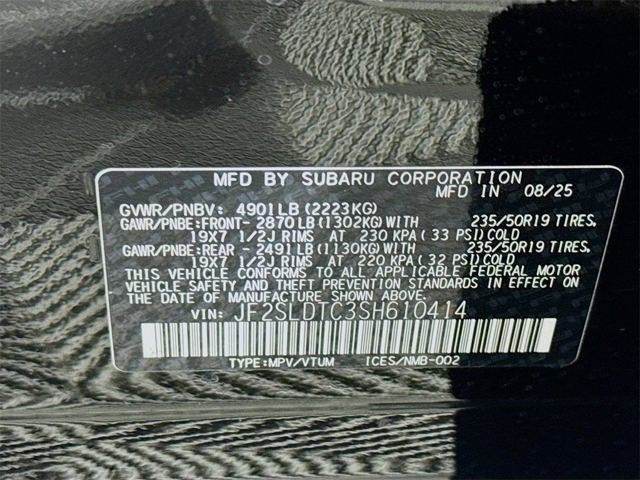 MFD BY SUBARU CORPORATION
MFD IN 08/25
GVWR/PNBV: 4901LB(2223KG)
GAWR/PNBE:FRONT- 2870LB(1302KG)WITH 235/50R19 TIRES,
19X7 1/2J RIMS AT 230 KPA(33 PSI)COLD
GAWR/PNBE:REAR - 2491LB(1130KG)WITH 235/50R19 TIRES,
19X7 1/2J RIMS AT 220 KPA(32 PSI)COLD
THIS VEHICLE CONFORMS TO ALL APPLICABLE FEDERAL MOTOR
VEHICLE SAFETY AND THEFT PREVENTION STANDARDS IN EFFECT ON
THE DATE OF MANUFACTURE SHOWN ABOVE.
VIN: JF2SLDTC3SH610414
TYPE:MPV/VTUM ICES/NMB-002